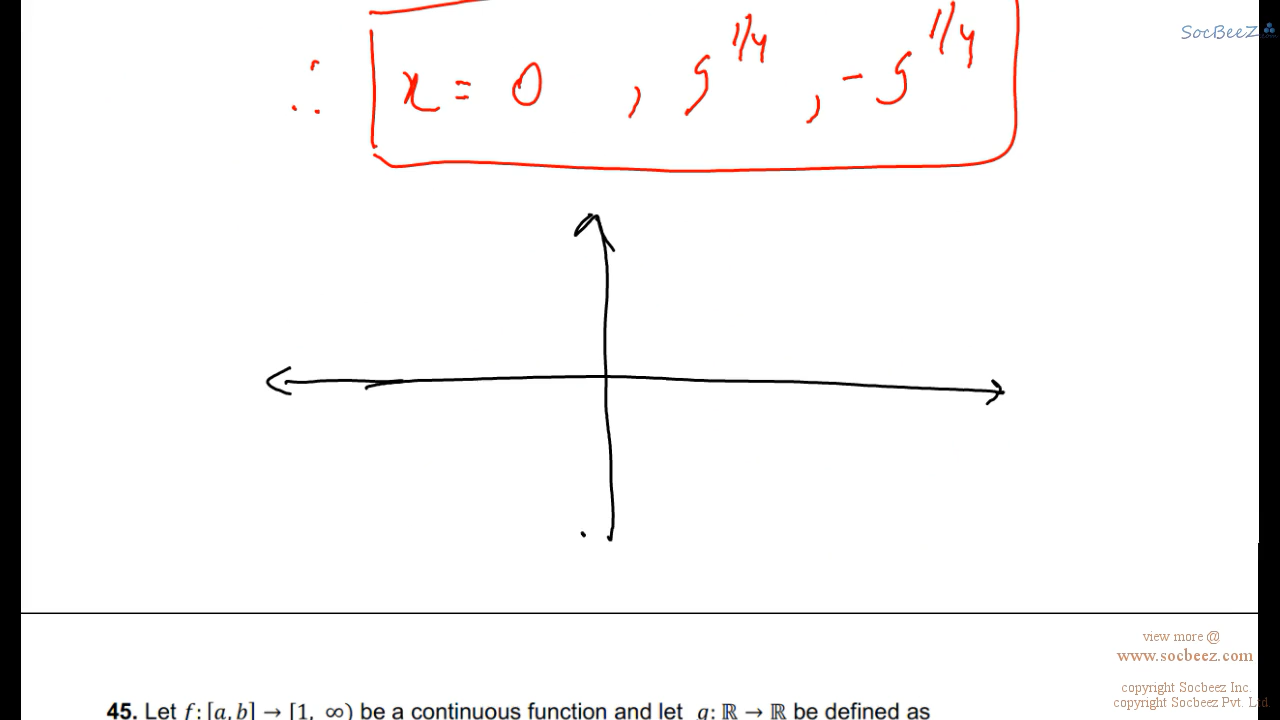 SocBeeZ
∴ x = 0 , 5^{1/4} , -5^{1/4}
view more @
www.socbeez.com
copyright Socbeez Inc.
copyright Socbeez Pvt. Ltd.
45. Let f: [a, b] → [1, ∞) be a continuous function and let g: ℝ → ℝ be defined as